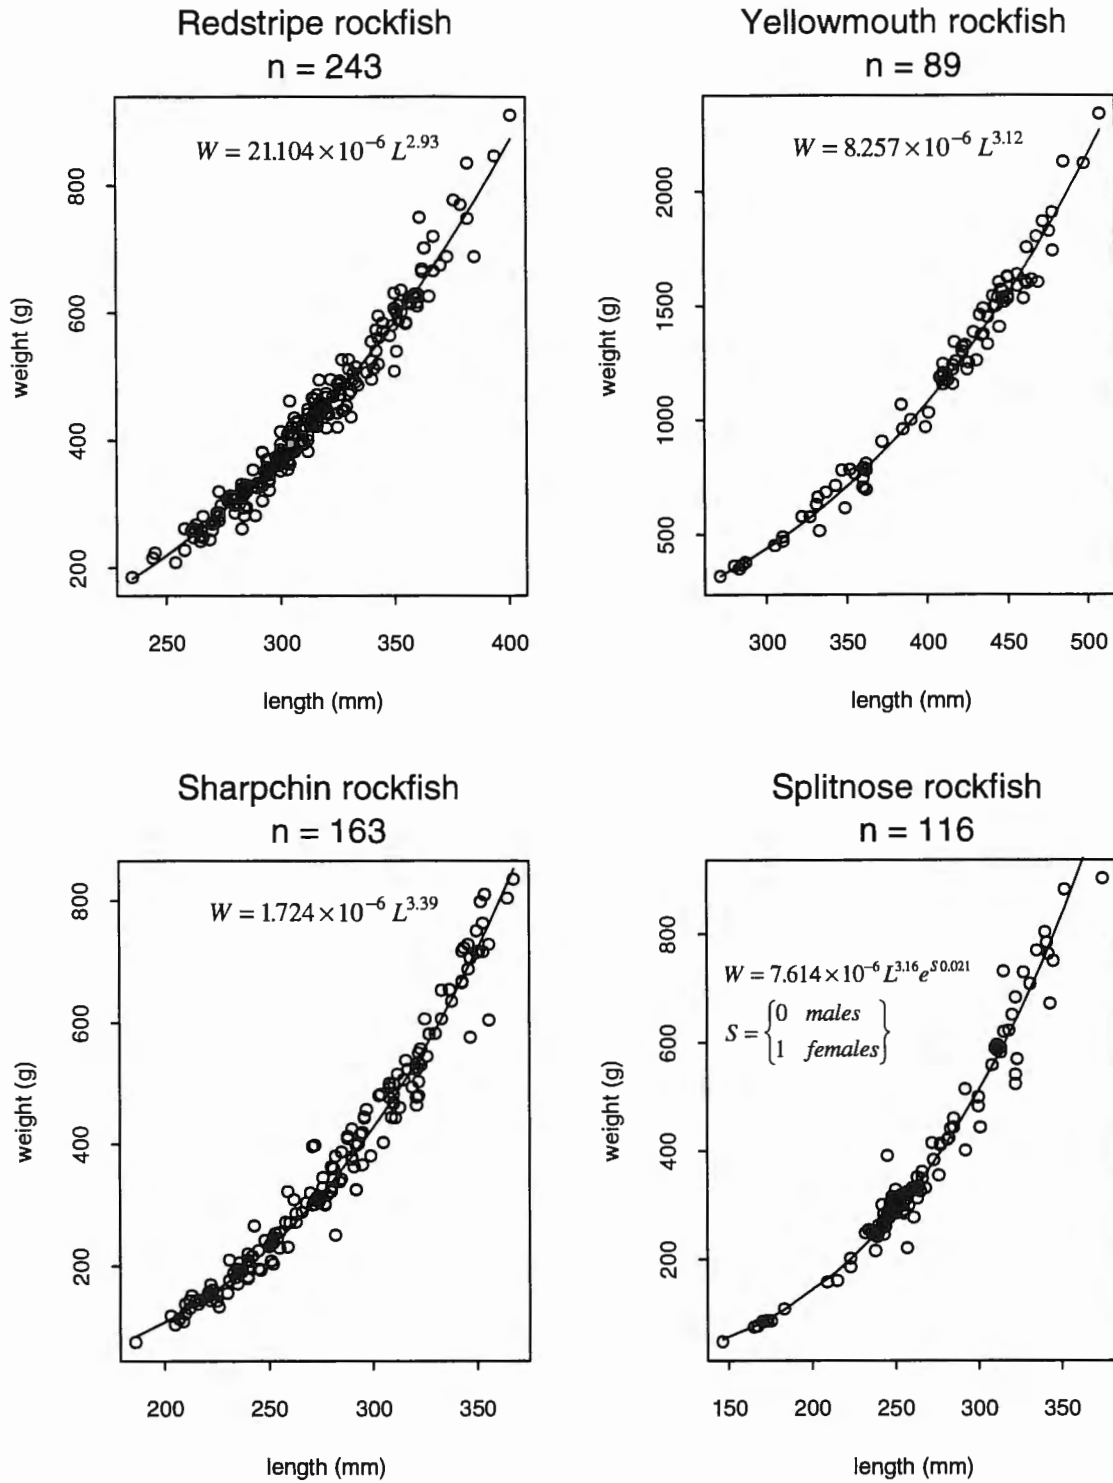 Redstripe rockfish
n = 243
W = 21.104 × 10⁻⁶ L²·⁹³
weight (g)
200 400 600 800
250 300 350 400
length (mm)
Yellowmouth rockfish
n = 89
W = 8.257 × 10⁻⁶ L³·¹²
weight (g)
500 1000 1500 2000
300 350 400 450 500
length (mm)
Sharpchin rockfish
n = 163
W = 1.724 × 10⁻⁶ L³·³⁹
weight (g)
200 400 600 800
200 250 300 350
length (mm)
Splitnose rockfish
n = 116
W = 7.614 × 10⁻⁶ L³·¹⁶ e^{S 0.021}
S = {0 males
1 females}
weight (g)
200 400 600 800
150 200 250 300 350
length (mm)